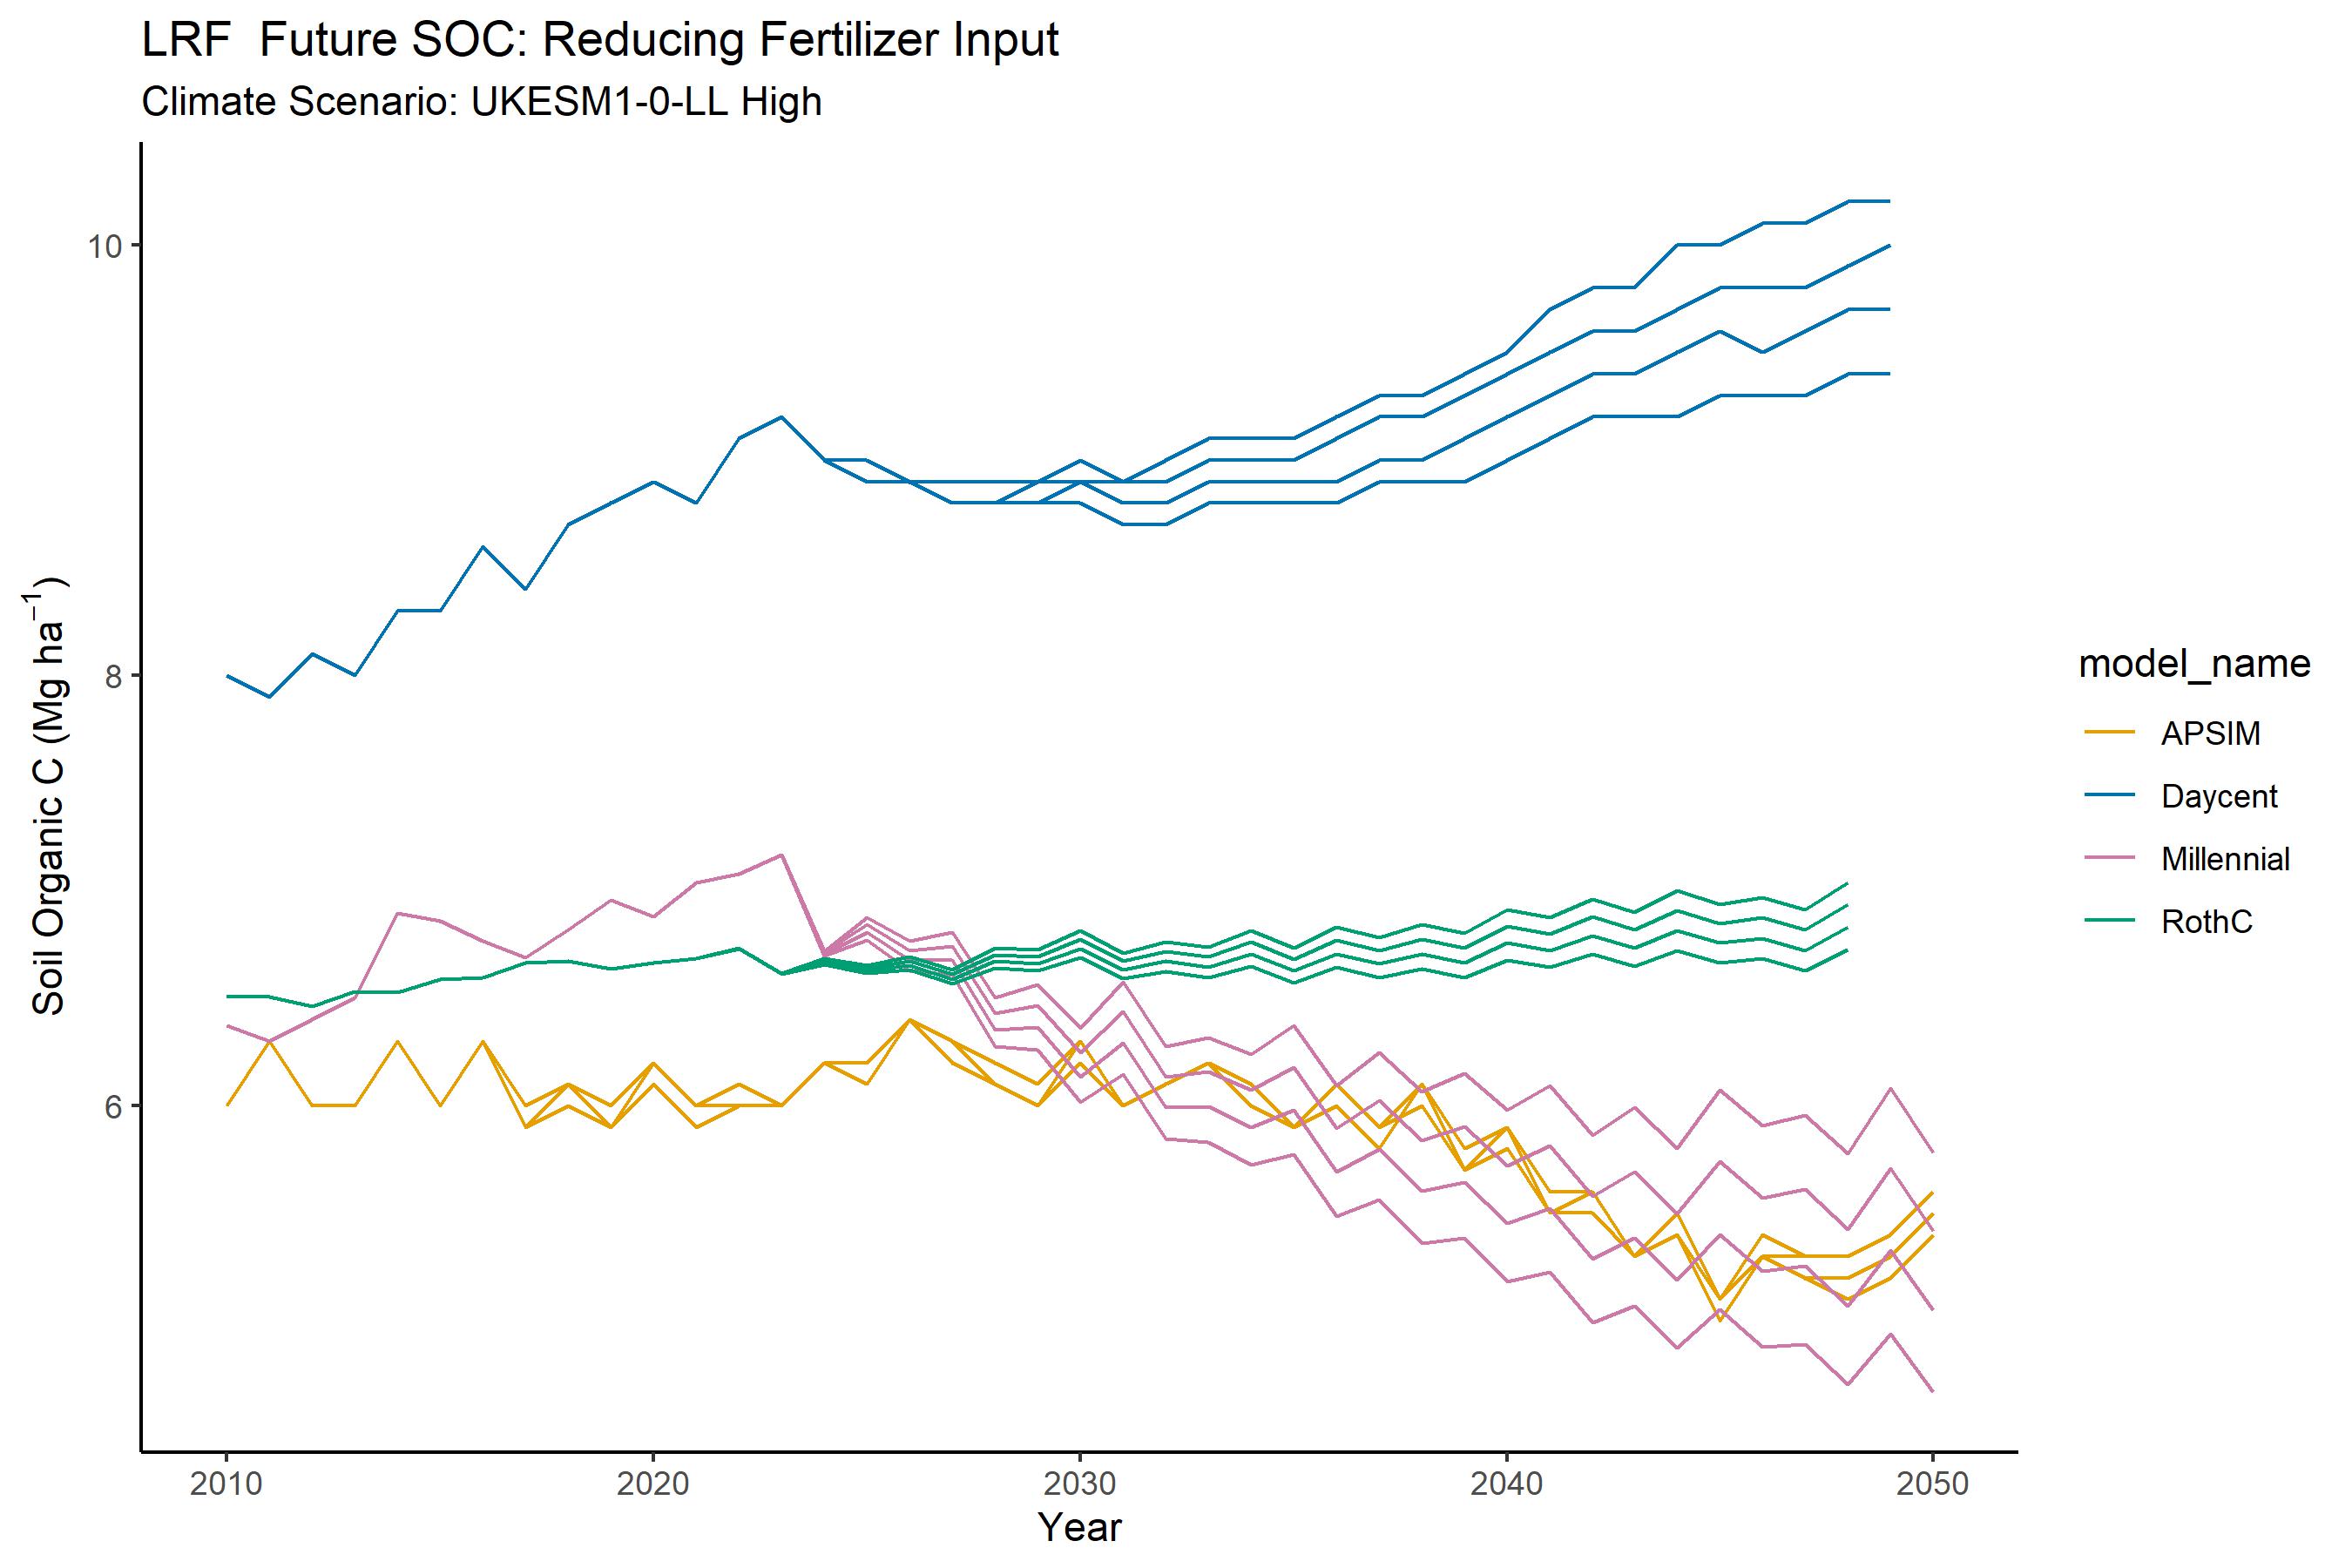 LRF  Future SOC: Reducing Fertilizer Input
Climate Scenario: UKESM1-0-LL High
10
8
6
Soil Organic C (Mg ha⁻¹)
2010
2020
2030
2040
2050
Year
model_name
APSIM
Daycent
Millennial
RothC